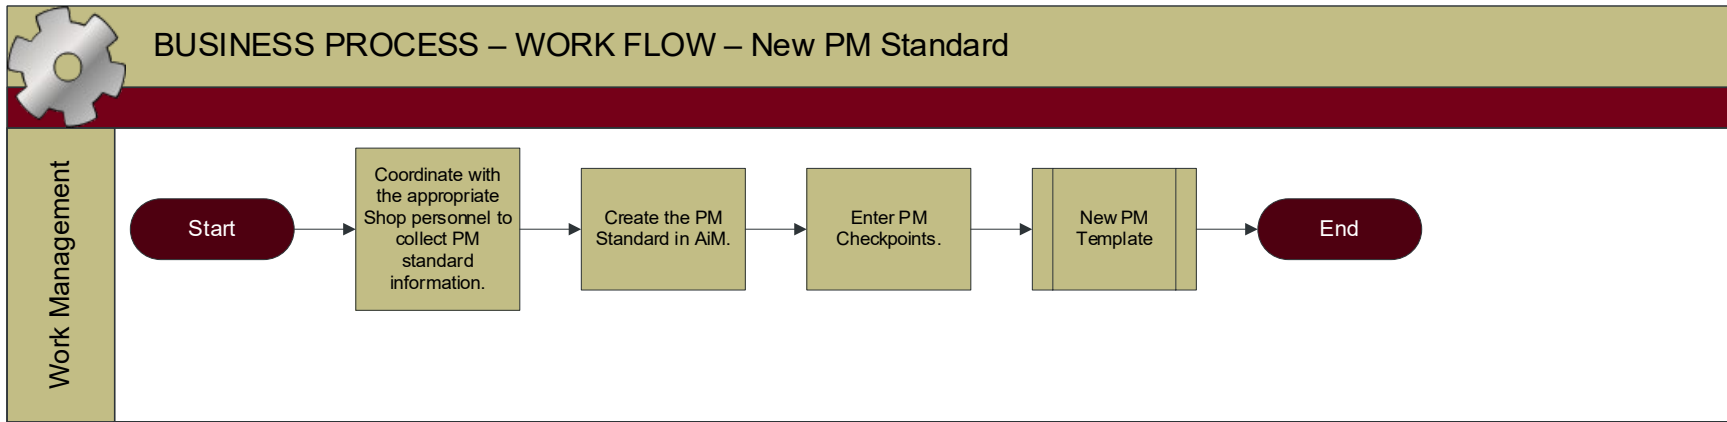 BUSINESS PROCESS – WORK FLOW – New PM Standard
Work Management
Start
Coordinate with
the appropriate
Shop personnel to
collect PM
standard
information.
Create the PM
Standard in AiM.
Enter PM
Checkpoints.
New PM
Template
End